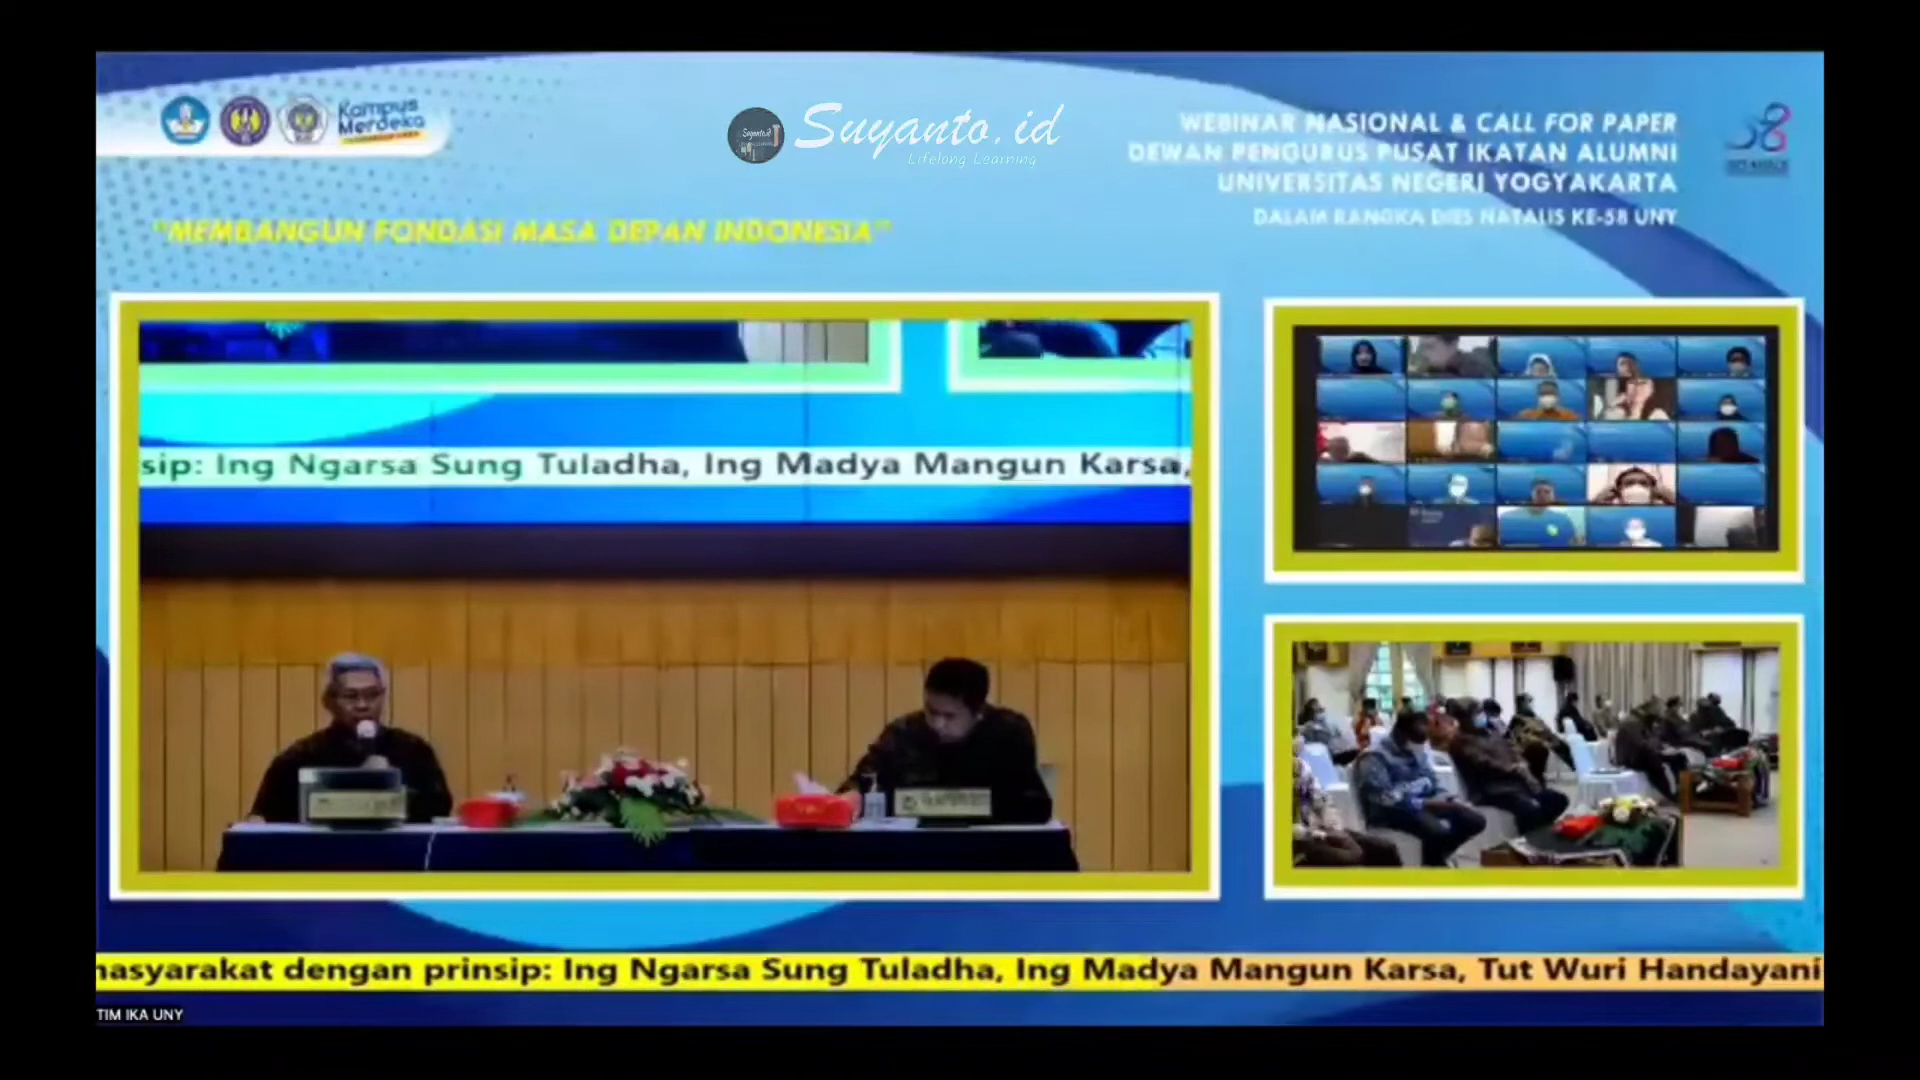 Kampus
Merdeka
Suyanto.id
Lifelong Learning
WEBINAR NASIONAL & CALL FOR PAPER
DEWAN PENGURUS PUSAT IKATAN ALUMNI
UNIVERSITAS NEGERI YOGYAKARTA
DALAM RANGKA DIES NATALIS KE-58 UNY
58
"MEMBANGUN FONDASI MASA DEPAN INDONESIA"
sip: Ing Ngarsa Sung Tuladha, Ing Madya Mangun Karsa,
masyarakat dengan prinsip: Ing Ngarsa Sung Tuladha, Ing Madya Mangun Karsa, Tut Wuri Handayani
TIM IKA UNY